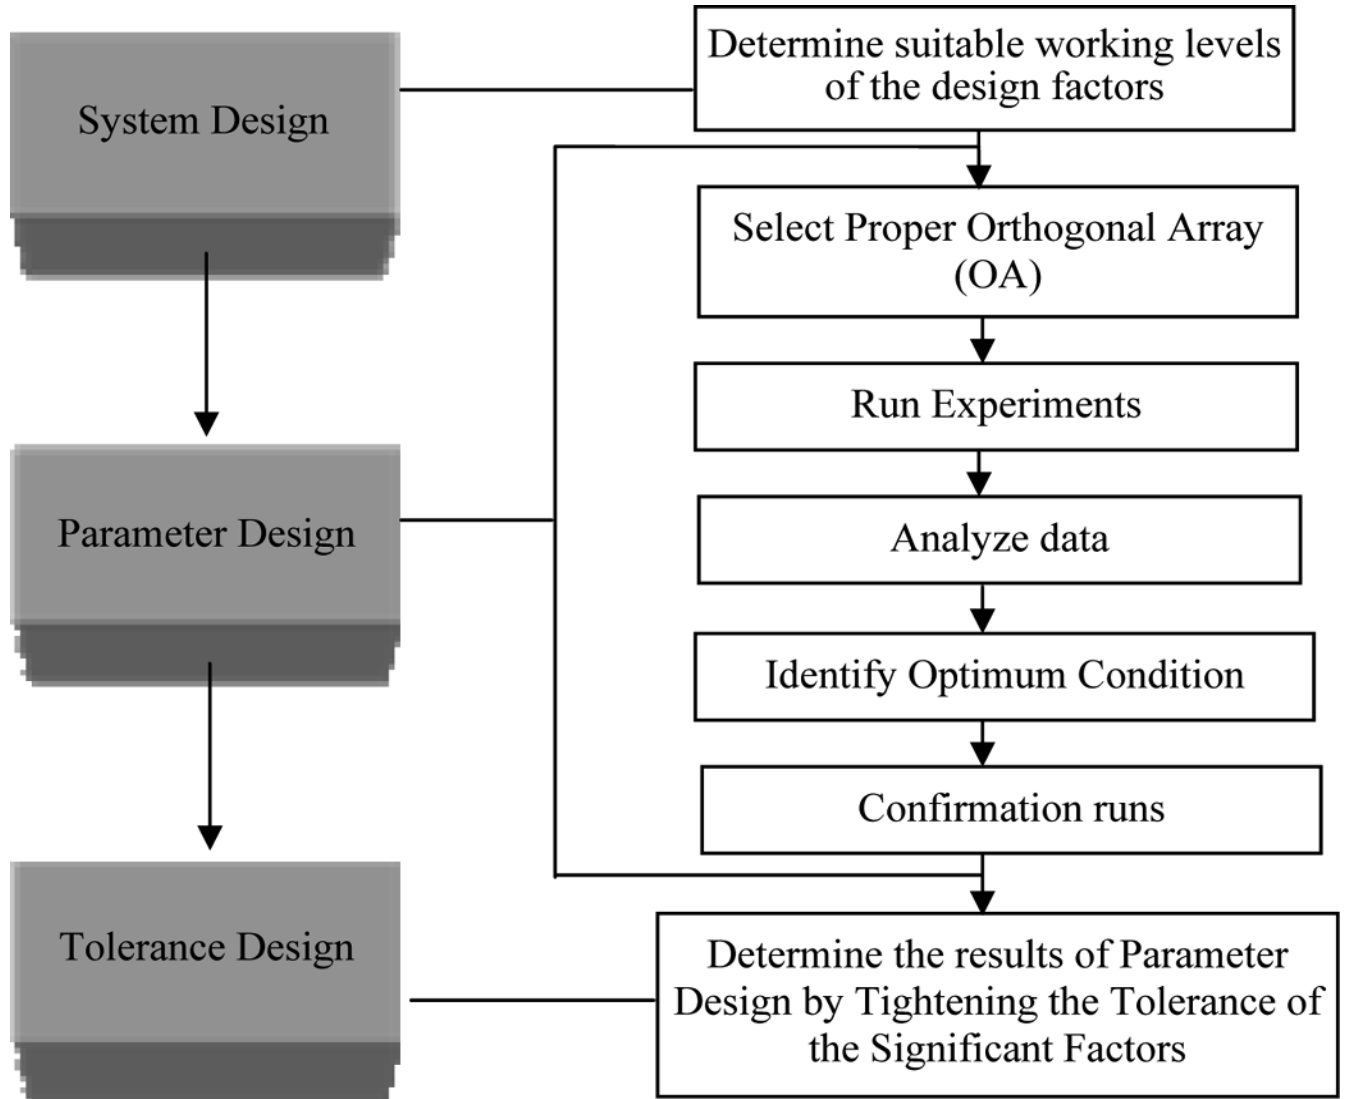 System Design
Determine suitable working levels
of the design factors
Select Proper Orthogonal Array
(OA)
Run Experiments
Parameter Design
Analyze data
Identify Optimum Condition
Confirmation runs
Tolerance Design
Determine the results of Parameter
Design by Tightening the Tolerance of
the Significant Factors